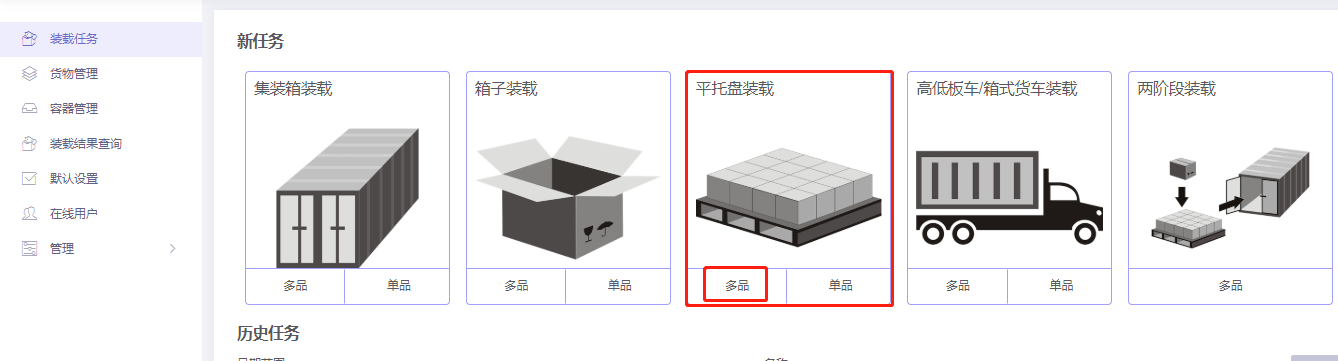 装载任务
货物管理
容器管理
装载结果查询
默认设置
在线用户
管理
新任务
集装箱装载
多品
单品
箱子装载
多品
单品
平托盘装载
多品
单品
高低板车/箱式货车装载
多品
单品
两阶段装载
多品
历史任务